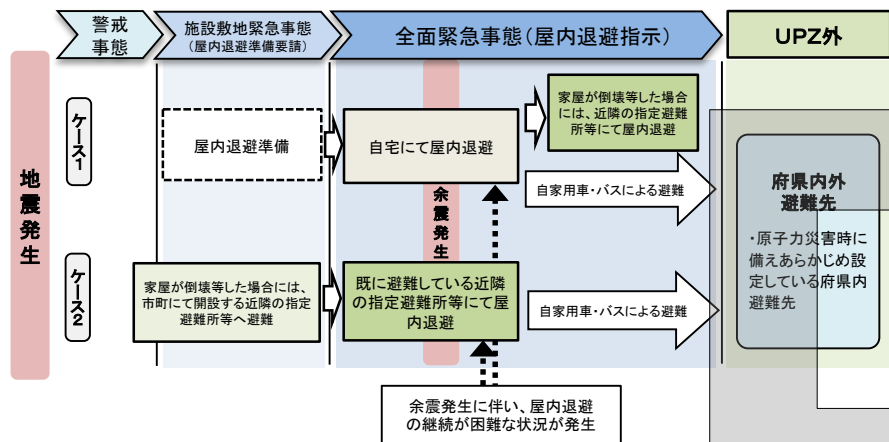 警戒
事態
施設敷地緊急事態
（屋内退避準備要請）
全面緊急事態（屋内退避指示）
UPZ外
地震発生
ケース1
屋内退避準備
自宅にて屋内退避
家屋が倒壊等した場合
には、近隣の指定避難
所等にて屋内退避
自家用車・バスによる避難
余震発生
ケース2
家屋が倒壊等した場合には、
市町にて開設する近隣の指定
避難所等へ避難
既に避難している近隣
の指定避難所等にて屋
内退避
自家用車・バスによる避難
府県内外
避難先
・原子力災害時に
備えあらかじめ設
定している府県内
避難先
余震発生に伴い、屋内退避
の継続が困難な状況が発生